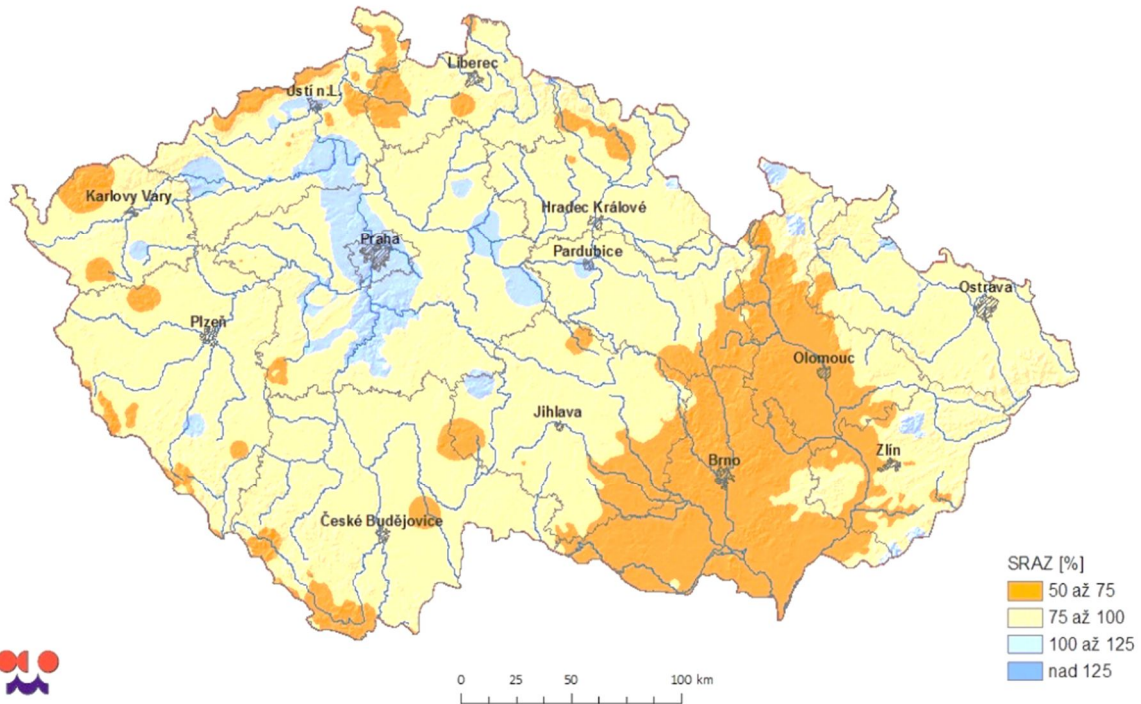 Liberec
Ústí n.L.
Karlovy Vary
Hradec Králové
Praha
Pardubice
Ostrava
Plzeň
Olomouc
Jihlava
Zlín
Brno
České Budějovice
SRAZ [%]
50 až 75
75 až 100
100 až 125
nad 125
0 25 50 100 km